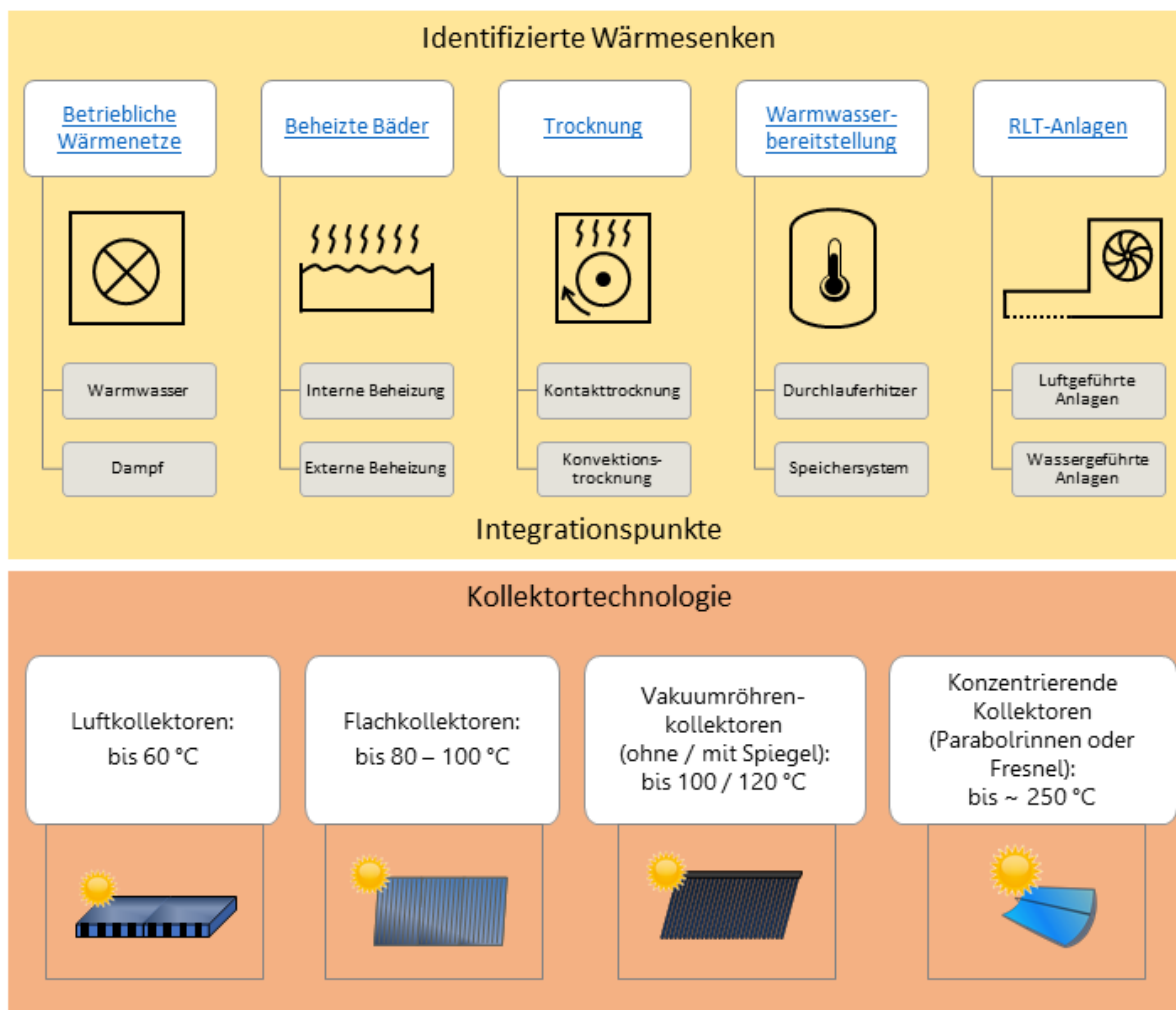 Identifizierte Wärmesenken
Betriebliche
Wärmenetze
Beheizte Bäder
Trocknung
Warmwasser-
bereitstellung
RLT-Anlagen
Warmwasser
Interne Beheizung
Kontakttrocknung
Durchlauferhitzer
Luftgeführte
Anlagen
Dampf
Externe Beheizung
Konvektions-
trocknung
Speichersystem
Wassergeführte
Anlagen
Integrationspunkte
Kollektortechnologie
Luftkollektoren:
bis 60 °C
Flachkollektoren:
bis 80 – 100 °C
Vakuumröhren-
kollektoren
(ohne / mit Spiegel):
bis 100 / 120 °C
Konzentrierende
Kollektoren
(Parabolrinnen oder
Fresnel):
bis ~ 250 °C